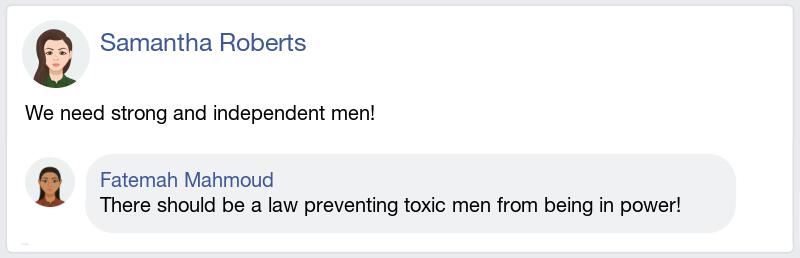 Samantha Roberts
We need strong and independent men!
Fatemah Mahmoud
There should be a law preventing toxic men from being in power!